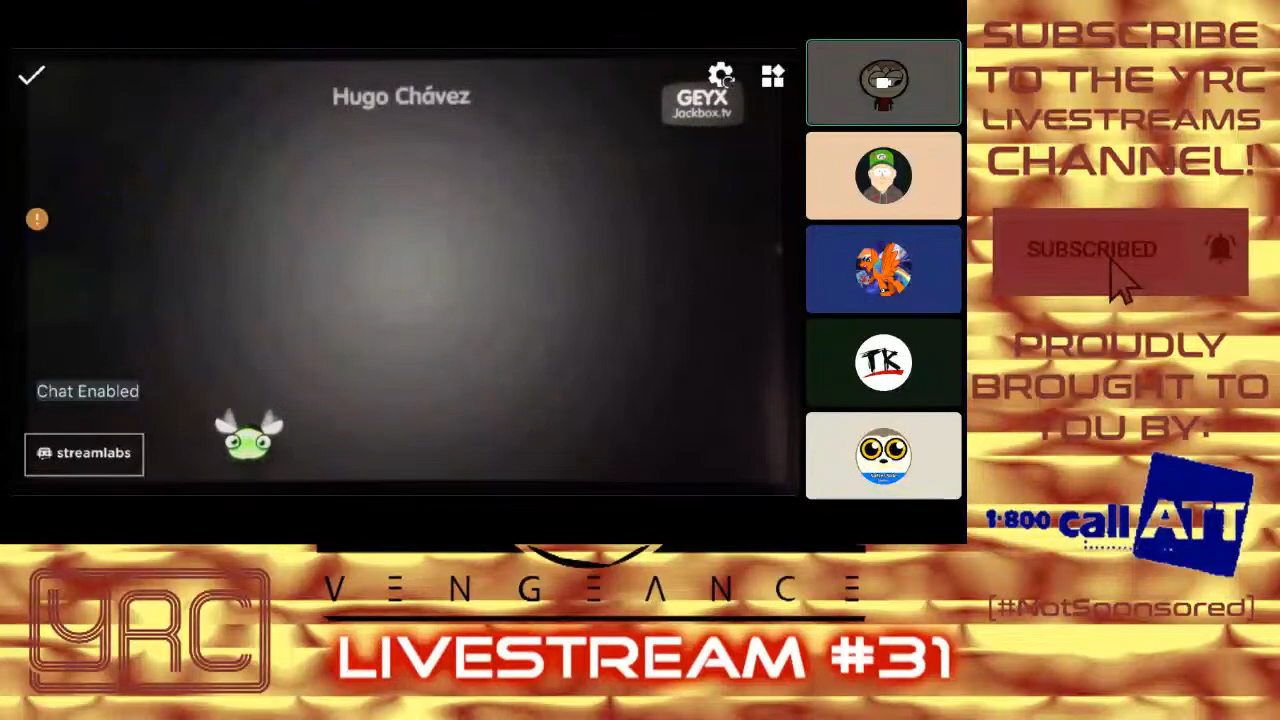 Hugo Chávez
GEYX
Jackbox.tv
Chat Enabled
streamlabs
TK
SUBSCRIBE
TO THE YRC
LIVESTREAMS
CHANNEL!
SUBSCRIBED
PROUDLY
BROUGHT TO
YOU BY:
1·800 call ATT
[#NotSponsored]
YRC
VENGEANCE
LIVESTREAM #31